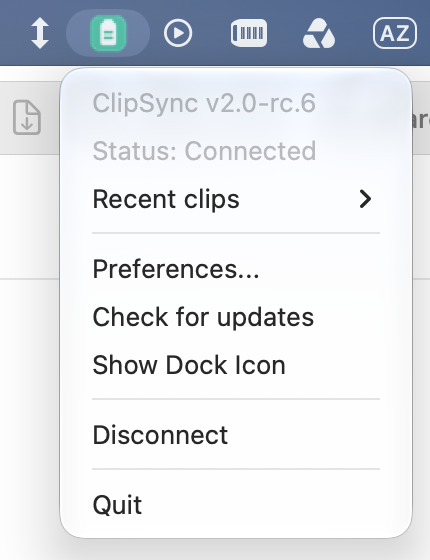 AZ
ClipSync v2.0-rc.6
Status: Connected
Recent clips
Preferences...
Check for updates
Show Dock Icon
Disconnect
Quit